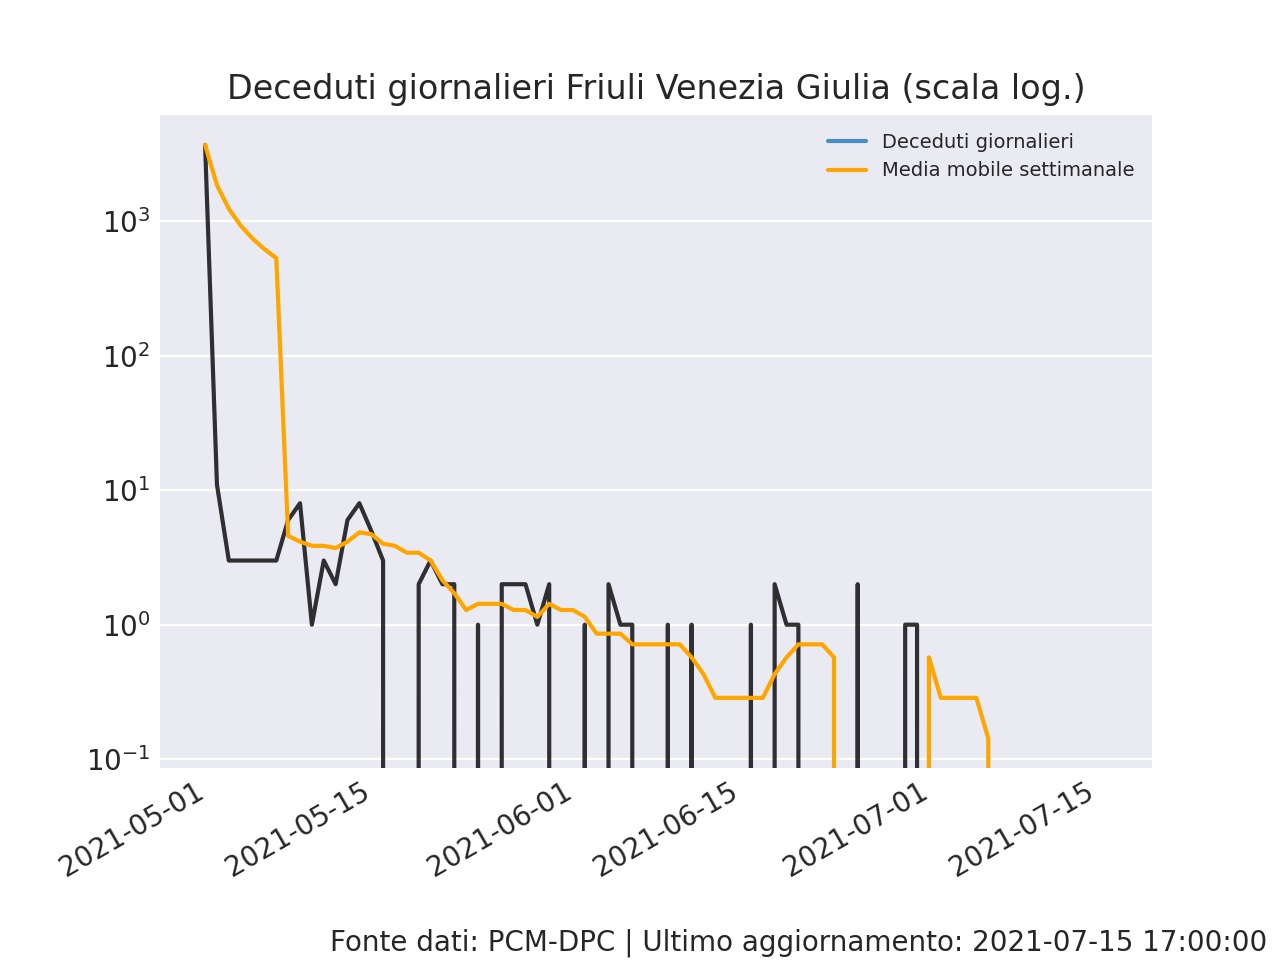 Deceduti giornalieri Friuli Venezia Giulia (scala log.)
Deceduti giornalieri
Media mobile settimanale
10³
10²
10¹
10⁰
10⁻¹
2021-05-01
2021-05-15
2021-06-01
2021-06-15
2021-07-01
2021-07-15
Fonte dati: PCM-DPC | Ultimo aggiornamento: 2021-07-15 17:00:00